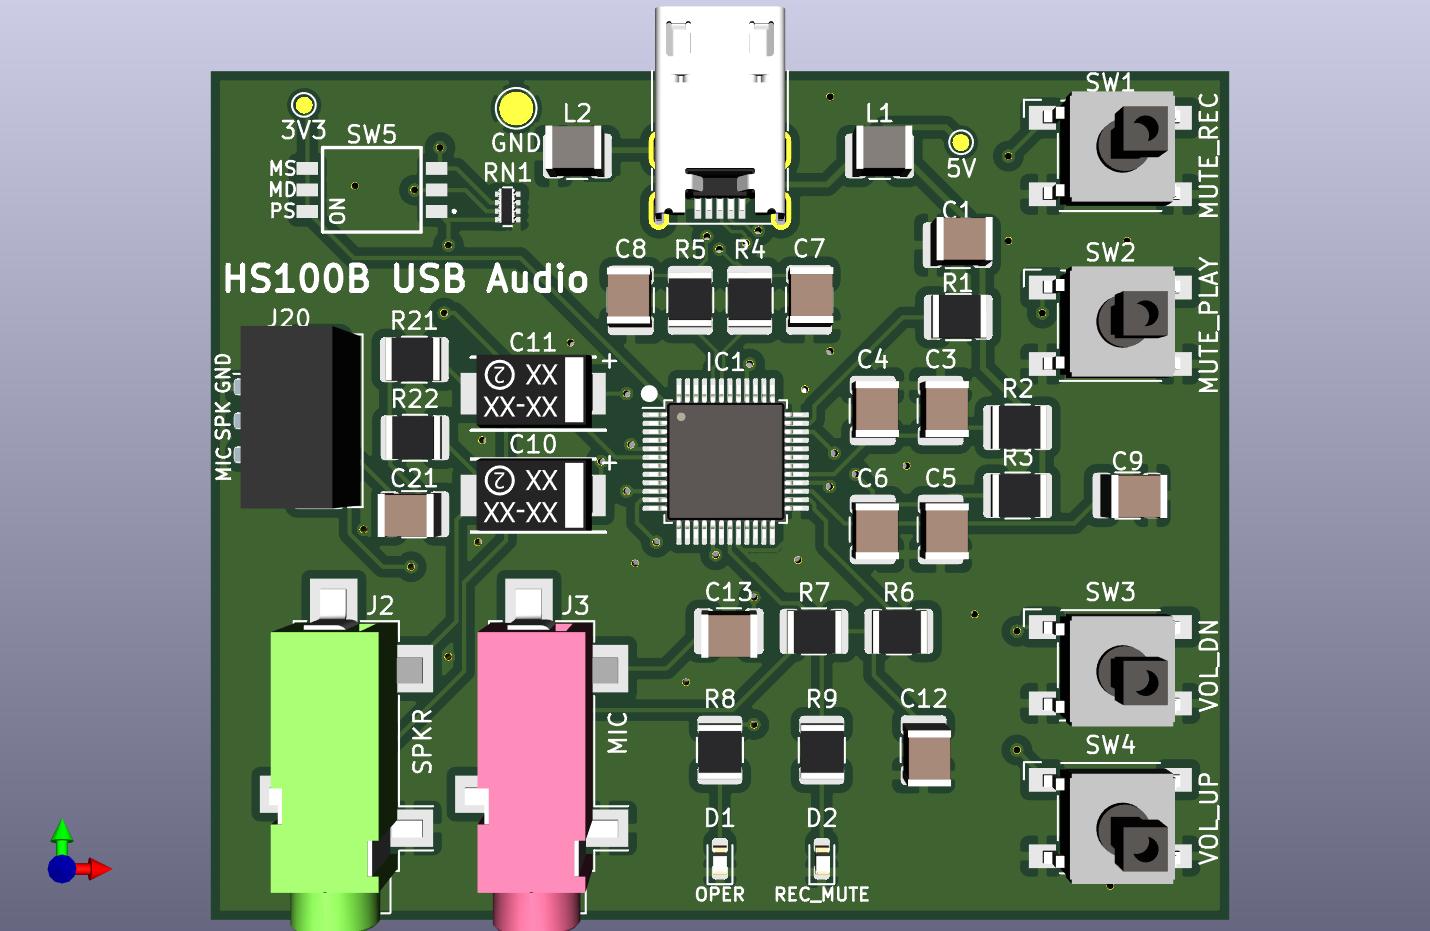 SW1
3V3
GND
SW5
L2
L1
5V
MUTE_REC
MS
MD
PS
ON
RN1
C1
HS100B USB Audio
C8
R5
R4
C7
SW2
R1
MUTE_PLAY
J20
R21
C11
+
IC1
C4
C3
R2
MIC SPK GND
2 XX
XX-XX
R22
C10
+
R3
C9
C21
2 XX
XX-XX
C6
C5
J2
J3
C13
R7
R6
SW3
VOL_DN
SPKR
MIC
R8
R9
C12
SW4
VOL_UP
D1
D2
OPER
REC_MUTE